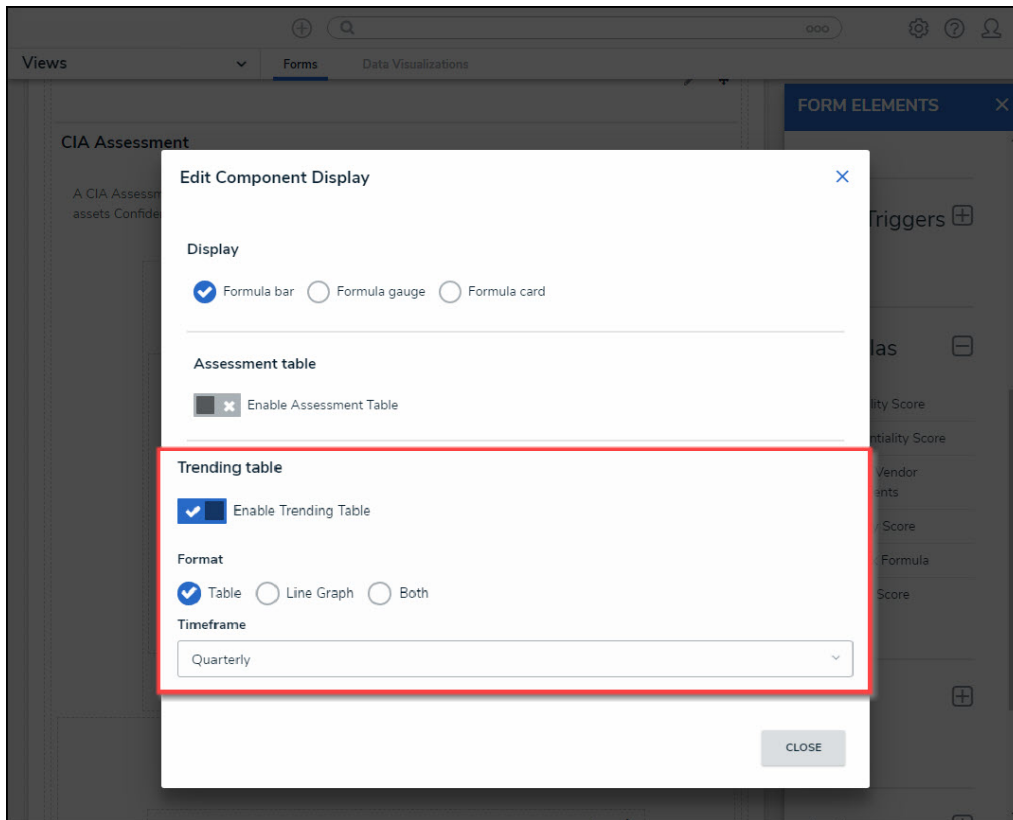 ooo
Views
Forms
Data Visualizations
FORM ELEMENTS
CIA Assessment
A CIA Assessm
assets Confide
Edit Component Display
Display
Formula bar
Formula gauge
Formula card
Assessment table
Enable Assessment Table
Trending table
Enable Trending Table
Format
Table
Line Graph
Both
Timeframe
Quarterly
CLOSE
Triggers
las
lity Score
ntiality Score
Vendor
ents
Score
Formula
Score